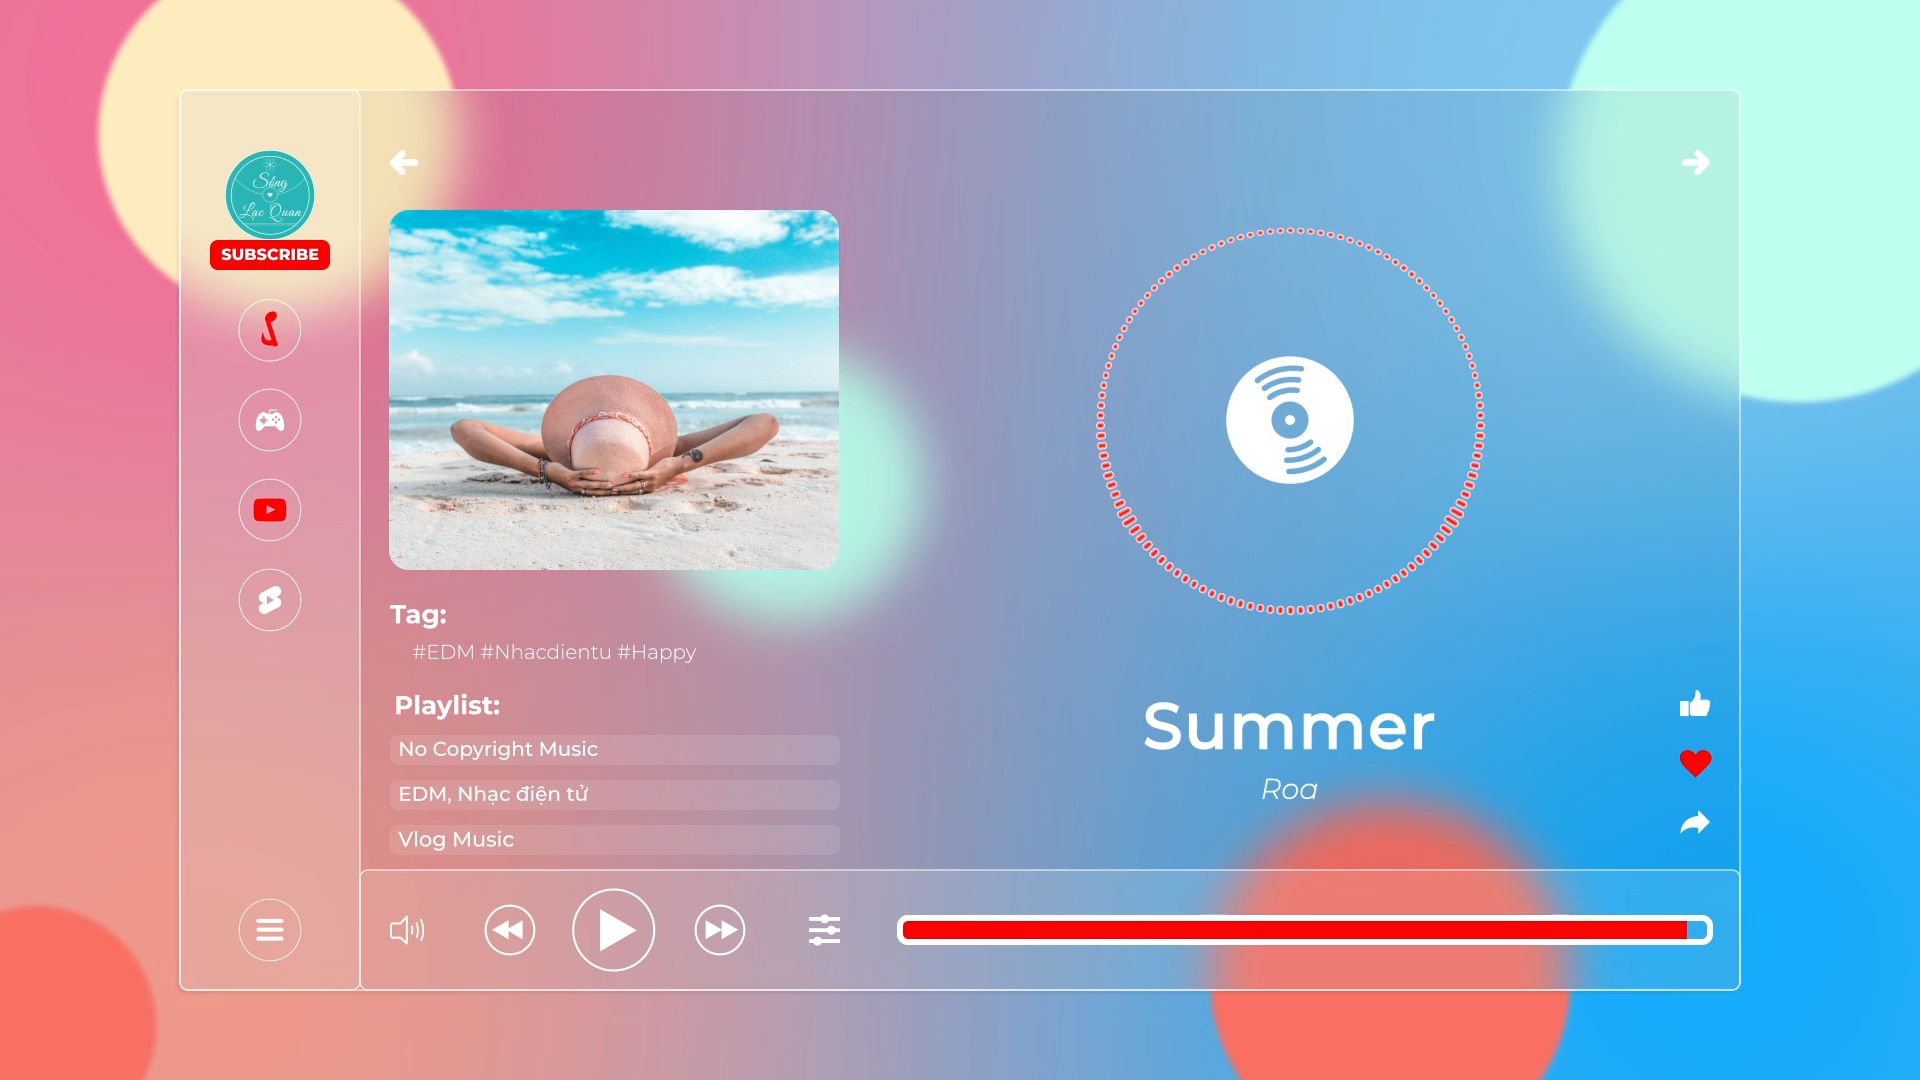 Sống
Lạc Quan
SUBSCRIBE
Tag:
#EDM #Nhacdientu #Happy
Playlist:
No Copyright Music
EDM, Nhạc điện tử
Vlog Music
Summer
Roa